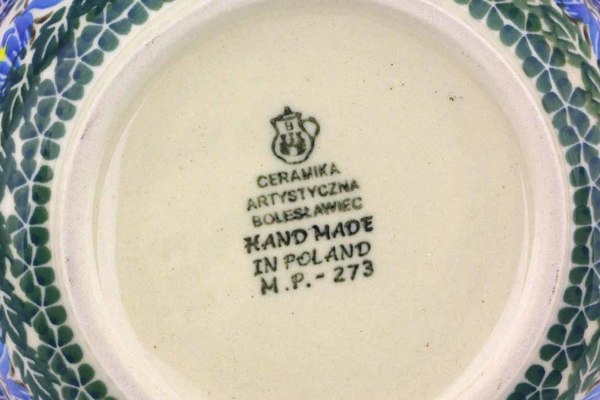 CERAMIKA
ARTYSTYCZNA
BOLESŁAWIEC
HAND MADE
IN POLAND
M.P.- 273